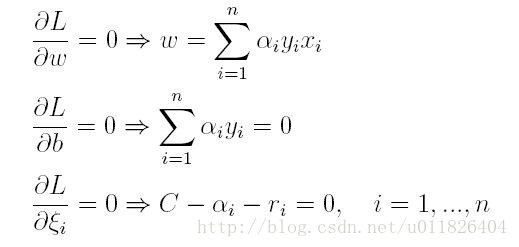 ∂L/∂w = 0 ⇒ w = ∑_{i=1}^{n} α_i y_i x_i
∂L/∂b = 0 ⇒ ∑_{i=1}^{n} α_i y_i = 0
∂L/∂ξ_i = 0 ⇒ C − α_i − r_i = 0,   i = 1, ..., n
http://blog.csdn.net/u011826404